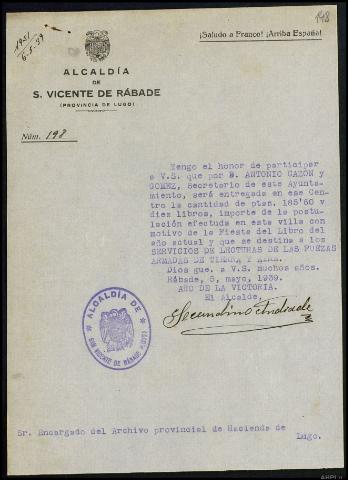 198
1951
6-5-39
¡Saludo a Franco! ¡Arriba España!
ALCALDÍA
DE
S. VICENTE DE RÁBADE
(PROVINCIA DE LUGO)
Núm. 198
Tengo el honor de participar
a V.S. que por D. ANTONIO CAZÓN y
GOMEZ, Secretario de este Ayunta-
miento, será entregada en ese Cen-
tro la cantidad de ptas. 185'60 y
diez libros, importe de la postu-
lación efectuada en esta villa con
motivo de la Fiesta del Libro del
año actual y que se destina a los
SERVICIOS DE LECTURAS DE LAS FUEZAS
ARMADAS DE TIERRA, Y AIRE.
Dios gue. a V.S. muchos años.
Rábade, 5, mayo, 1939.
AÑO DE LA VICTORIA.
El Alcalde,
Secundino Andrade
ALCALDÍA DE
SAN VICENTE DE RÁBADE (LUGO)
Sr. Encargado del Archivo provincial de Hacienda de
Lugo.